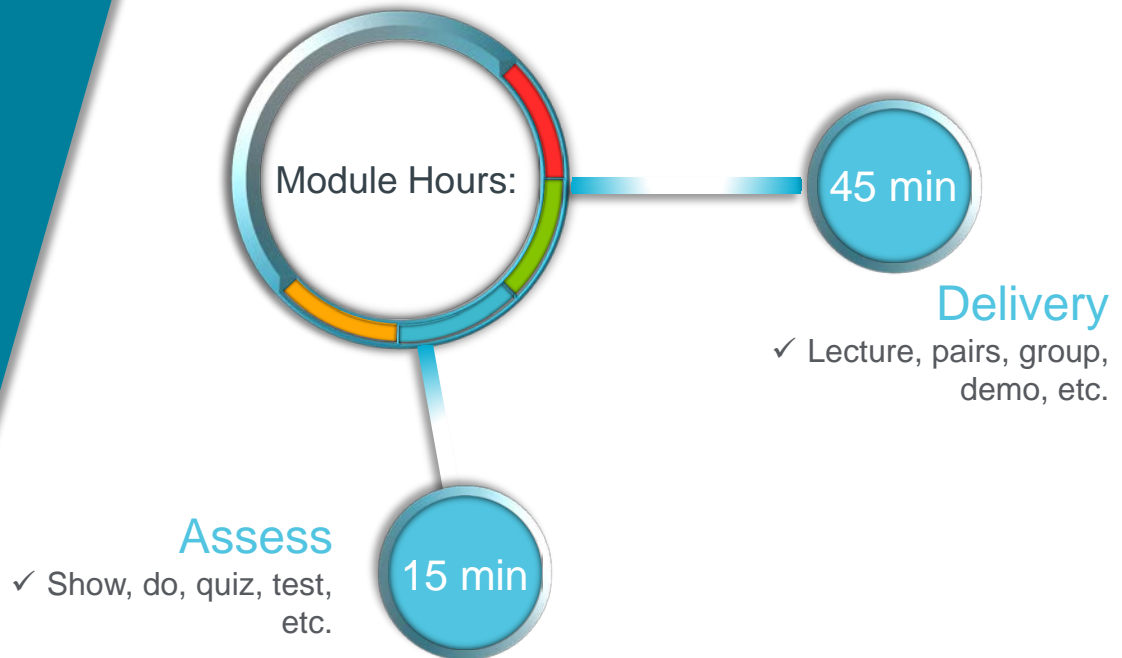 Module Hours:
45 min
Delivery
✓ Lecture, pairs, group,
demo, etc.
Assess
✓ Show, do, quiz, test,
etc.
15 min